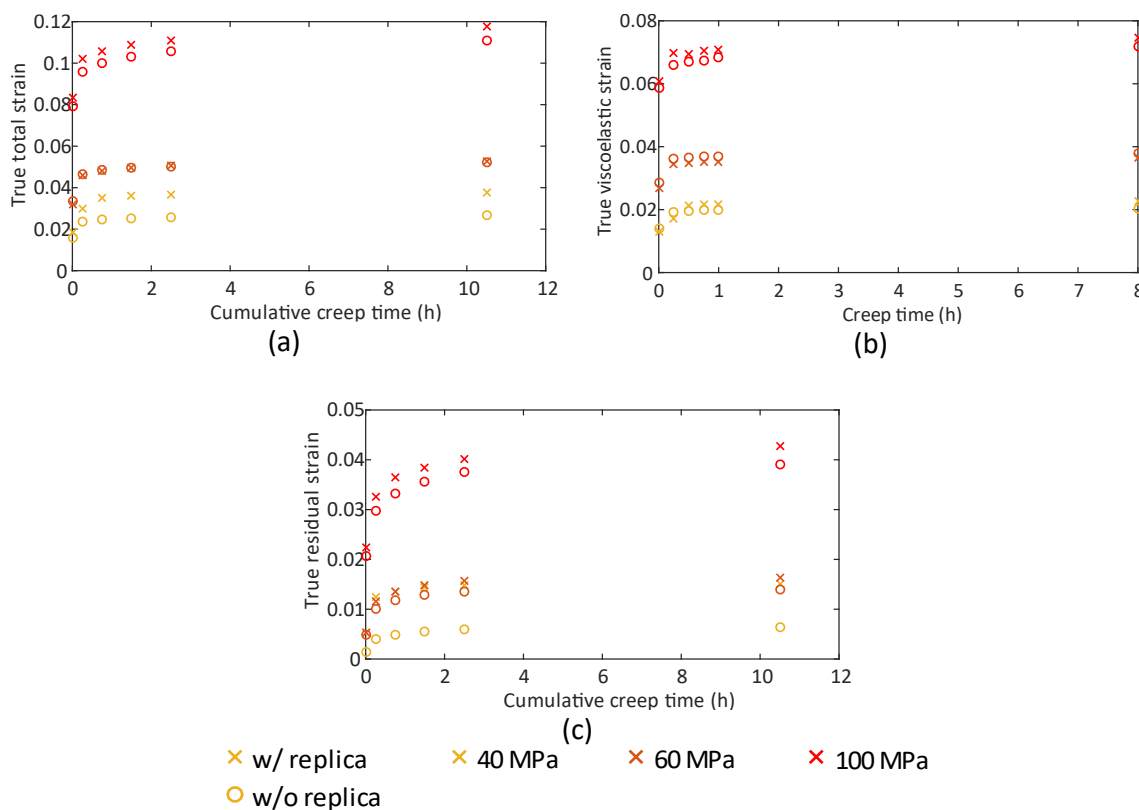 0.12
0.1
0.08
0.06
0.04
0.02
0
True total strain
0 2 4 6 8 10 12
Cumulative creep time (h)
(a)
0.08
0.06
0.04
0.02
0
True viscoelastic strain
0 1 2 3 4 5 6 7 8
Creep time (h)
(b)
0.05
0.04
0.03
0.02
0.01
0
True residual strain
0 2 4 6 8 10 12
Cumulative creep time (h)
(c)
w/ replica 40 MPa 60 MPa 100 MPa
w/o replica